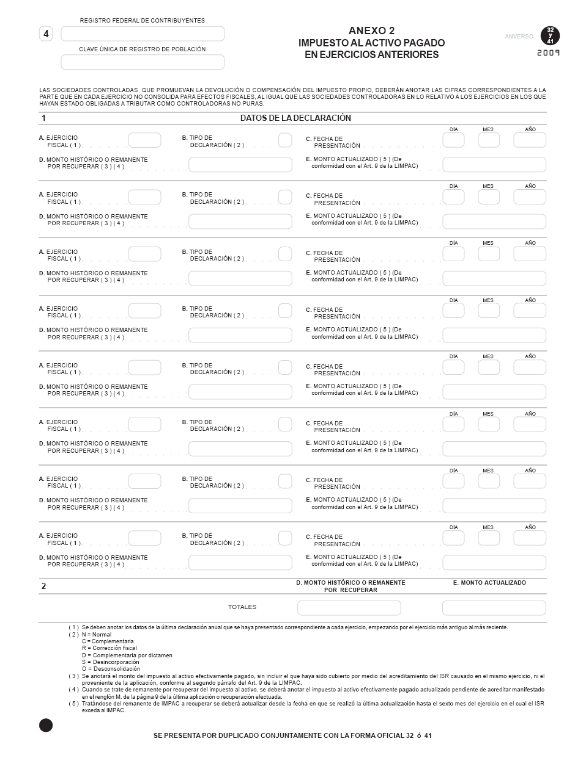 REGISTRO FEDERAL DE CONTRIBUYENTES
4
CLAVE ÚNICA DE REGISTRO DE POBLACIÓN
ANEXO 2
IMPUESTO AL ACTIVO PAGADO
EN EJERCICIOS ANTERIORES
ANVERSO
32
y
41
2009
LAS SOCIEDADES CONTROLADAS QUE PROMUEVAN LA DEVOLUCIÓN O COMPENSACIÓN DEL IMPUESTO PROPIO, DEBERÁN ANOTAR LAS CIFRAS CORRESPONDIENTES A LA
PARTE QUE EN CADA EJERCICIO NO CONSOLIDA PARA EFECTOS FISCALES, AL IGUAL QUE LAS SOCIEDADES CONTROLADORAS EN LO RELATIVO A LOS EJERCICIOS EN LOS QUE
HAYAN ESTADO OBLIGADAS A TRIBUTAR COMO CONTROLADORAS NO PURAS.
1 DATOS DE LA DECLARACIÓN
DÍA MES AÑO
A. EJERCICIO FISCAL ( 1 ) B. TIPO DE DECLARACIÓN ( 2 ) C. FECHA DE PRESENTACIÓN
D. MONTO HISTÓRICO O REMANENTE POR RECUPERAR ( 3 ) ( 4 ) E. MONTO ACTUALIZADO ( 5 ) (De conformidad con el Art. 9 de la LIMPAC)
DÍA MES AÑO
A. EJERCICIO FISCAL ( 1 ) B. TIPO DE DECLARACIÓN ( 2 ) C. FECHA DE PRESENTACIÓN
D. MONTO HISTÓRICO O REMANENTE POR RECUPERAR ( 3 ) ( 4 ) E. MONTO ACTUALIZADO ( 5 ) (De conformidad con el Art. 9 de la LIMPAC)
DÍA MES AÑO
A. EJERCICIO FISCAL ( 1 ) B. TIPO DE DECLARACIÓN ( 2 ) C. FECHA DE PRESENTACIÓN
D. MONTO HISTÓRICO O REMANENTE POR RECUPERAR ( 3 ) ( 4 ) E. MONTO ACTUALIZADO ( 5 ) (De conformidad con el Art. 9 de la LIMPAC)
DÍA MES AÑO
A. EJERCICIO FISCAL ( 1 ) B. TIPO DE DECLARACIÓN ( 2 ) C. FECHA DE PRESENTACIÓN
D. MONTO HISTÓRICO O REMANENTE POR RECUPERAR ( 3 ) ( 4 ) E. MONTO ACTUALIZADO ( 5 ) (De conformidad con el Art. 9 de la LIMPAC)
DÍA MES AÑO
A. EJERCICIO FISCAL ( 1 ) B. TIPO DE DECLARACIÓN ( 2 ) C. FECHA DE PRESENTACIÓN
D. MONTO HISTÓRICO O REMANENTE POR RECUPERAR ( 3 ) ( 4 ) E. MONTO ACTUALIZADO ( 5 ) (De conformidad con el Art. 9 de la LIMPAC)
DÍA MES AÑO
A. EJERCICIO FISCAL ( 1 ) B. TIPO DE DECLARACIÓN ( 2 ) C. FECHA DE PRESENTACIÓN
D. MONTO HISTÓRICO O REMANENTE POR RECUPERAR ( 3 ) ( 4 ) E. MONTO ACTUALIZADO ( 5 ) (De conformidad con el Art. 9 de la LIMPAC)
DÍA MES AÑO
A. EJERCICIO FISCAL ( 1 ) B. TIPO DE DECLARACIÓN ( 2 ) C. FECHA DE PRESENTACIÓN
D. MONTO HISTÓRICO O REMANENTE POR RECUPERAR ( 3 ) ( 4 ) E. MONTO ACTUALIZADO ( 5 ) (De conformidad con el Art. 9 de la LIMPAC)
DÍA MES AÑO
A. EJERCICIO FISCAL ( 1 ) B. TIPO DE DECLARACIÓN ( 2 ) C. FECHA DE PRESENTACIÓN
D. MONTO HISTÓRICO O REMANENTE POR RECUPERAR ( 3 ) ( 4 ) E. MONTO ACTUALIZADO ( 5 ) (De conformidad con el Art. 9 de la LIMPAC)
2 D. MONTO HISTÓRICO O REMANENTE POR RECUPERAR E. MONTO ACTUALIZADO
TOTALES
( 1 ) Se deben anotar los datos de la última declaración anual que se haya presentado correspondiente a cada ejercicio, empezando por el ejercicio más antiguo al más reciente.
( 2 ) N = Normal
C = Complementaria
R = Corrección fiscal
D = Complementaria por dictamen
S = Desincorporación
O = Desconsolidación
( 3 ) Se anotará el monto del impuesto al activo efectivamente pagado, sin incluir el que haya sido cubierto por medio del acreditamiento del ISR causado en el mismo ejercicio, ni el
proveniente de la aplicación, conforme al segundo párrafo del Art. 9 de la LIMPAC.
( 4 ) Cuando se trate de remanente por recuperar del impuesto al activo, se deberá anotar el impuesto al activo efectivamente pagado actualizado pendiente de acreditar manifestado
en el renglón M. de la página 9 de la última aplicación o recuperación efectuada.
( 5 ) Tratándose del remanente de IMPAC a recuperar se deberá actualizar desde la fecha en que se realizó la última actualización hasta el sexto mes del ejercicio en el cual el ISR
exceda al IMPAC.
SE PRESENTA POR DUPLICADO CONJUNTAMENTE CON LA FORMA OFICIAL 32 ó 41